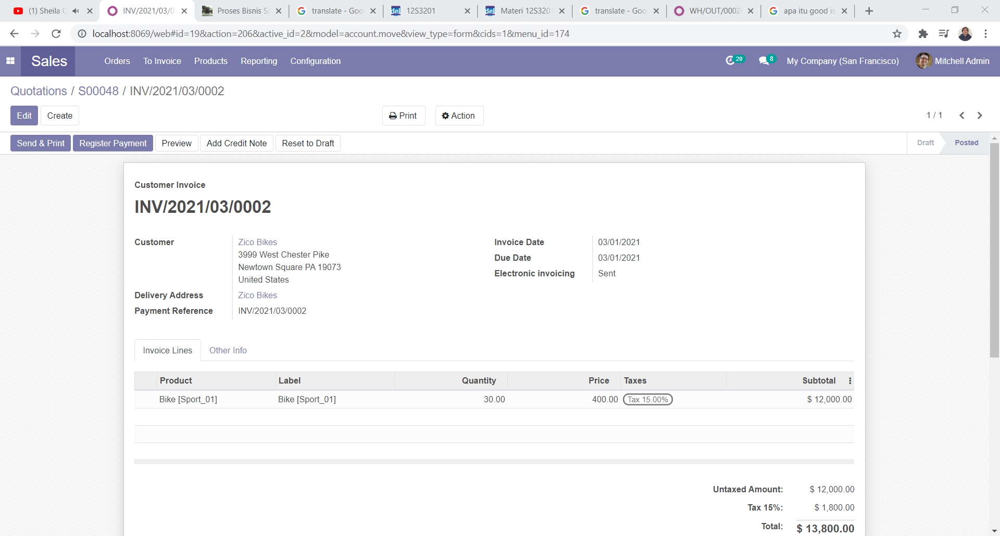 (1) Sheila
INV/2021/03/0
Proses Bisnis
translate - Goo
12S3201
del
Materi 12S3201
del
translate - Goo
WH/OUT/0002
apa itu good is
localhost:8069/web#id=19&action=206&active_id=2&model=account.move&view_type=form&cids=1&menu_id=174
Sales Orders To Invoice Products Reporting Configuration 20 8 My Company (San Francisco) Mitchell Admin
Quotations / S00048 / INV/2021/03/0002
Edit Create Print Action 1 / 1
Send & Print Register Payment Preview Add Credit Note Reset to Draft Draft Posted
Customer Invoice
INV/2021/03/0002
Customer Zico Bikes
3999 West Chester Pike
Newtown Square PA 19073
United States
Delivery Address Zico Bikes
Payment Reference INV/2021/03/0002
Invoice Date 03/01/2021
Due Date 03/01/2021
Electronic invoicing Sent
Invoice Lines Other Info
Product Label Quantity Price Taxes Subtotal
Bike [Sport_01] Bike [Sport_01] 30.00 400.00 Tax 15.00% $ 12,000.00
Untaxed Amount: $ 12,000.00
Tax 15%: $ 1,800.00
Total: $ 13,800.00